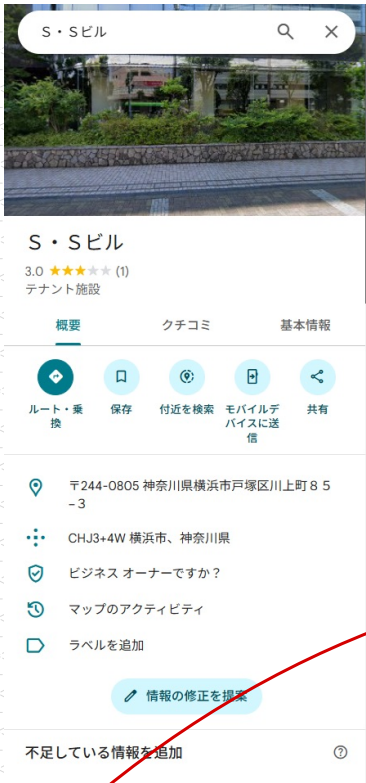 S・Sビル
S・Sビル
3.0 ★★★★★ (1)
テナント施設
概要 クチコミ 基本情報
ルート・乗
換
保存
付近を検索
モバイルデ
バイスに送
信
共有
〒244-0805 神奈川県横浜市戸塚区川上町８５
−３
CHJ3+4W 横浜市、神奈川県
ビジネス オーナーですか？
マップのアクティビティ
ラベルを追加
情報の修正を提案
不足している情報を追加